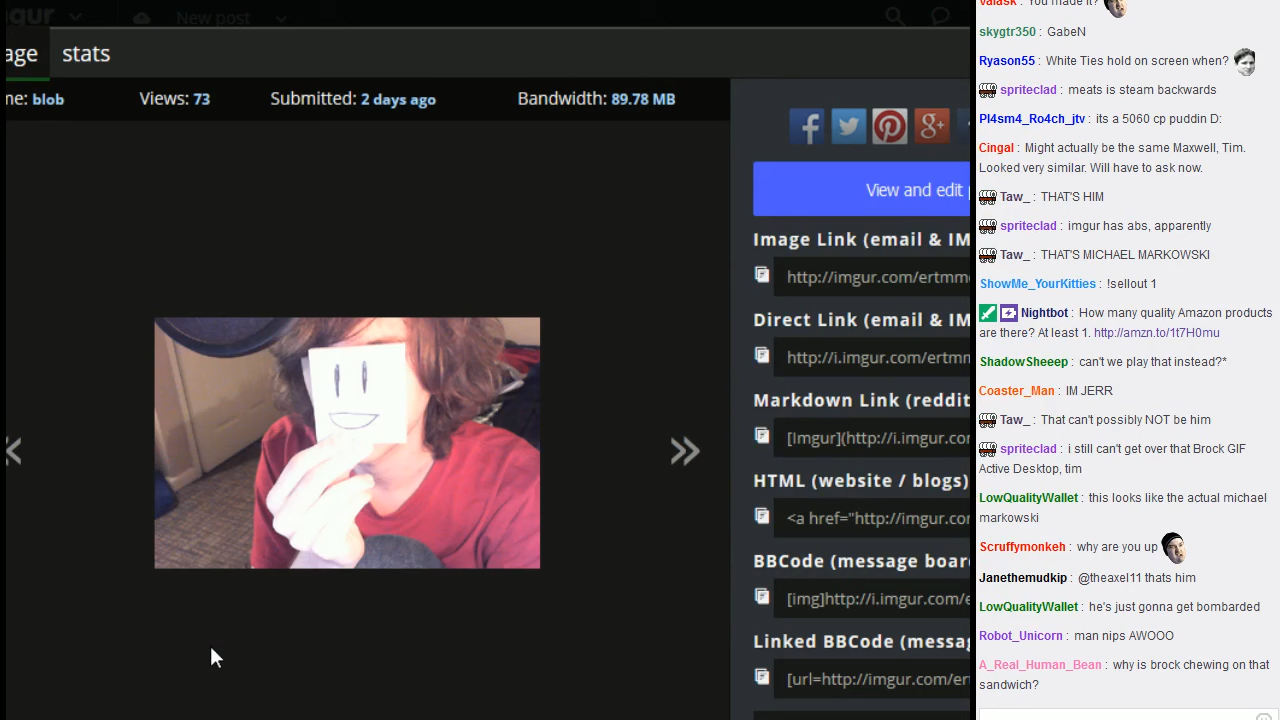 New post
age stats
ne: blob Views: 73 Submitted: 2 days ago Bandwidth: 89.78 MB
View and edit
Image Link (email & IM
http://imgur.com/ertmm
Direct Link (email & IM
http://i.imgur.com/ertmm
Markdown Link (reddit
[Imgur](http://i.imgur.co
HTML (website / blogs)
<a href="http://imgur.co
BBCode (message boar
[img]http://i.imgur.com/e
Linked BBCode (messa
[url=http://imgur.com/er
valask : You made it?
skygtr350 : GabeN
Ryason55 : White Ties hold on screen when?
spriteclad : meats is steam backwards
Pl4sm4_Ro4ch_jtv : its a 5060 cp puddin D:
Cingal : Might actually be the same Maxwell, Tim.
Looked very similar. Will have to ask now.
Taw_ : THAT'S HIM
spriteclad : imgur has abs, apparently
Taw_ : THAT'S MICHAEL MARKOWSKI
ShowMe_YourKitties : !sellout 1
Nightbot : How many quality Amazon products
are there? At least 1. http://amzn.to/1t7H0mu
ShadowSheeep : can't we play that instead?*
Coaster_Man : IM JERR
Taw_ : That can't possibly NOT be him
spriteclad : i still can't get over that Brock GIF
Active Desktop, tim
LowQualityWallet : this looks like the actual michael
markowski
Scruffymonkeh : why are you up
Janethemudkip : @theaxel11 thats him
LowQualityWallet : he's just gonna get bombarded
Robot_Unicorn : man nips AWOOO
A_Real_Human_Bean : why is brock chewing on that
sandwich?